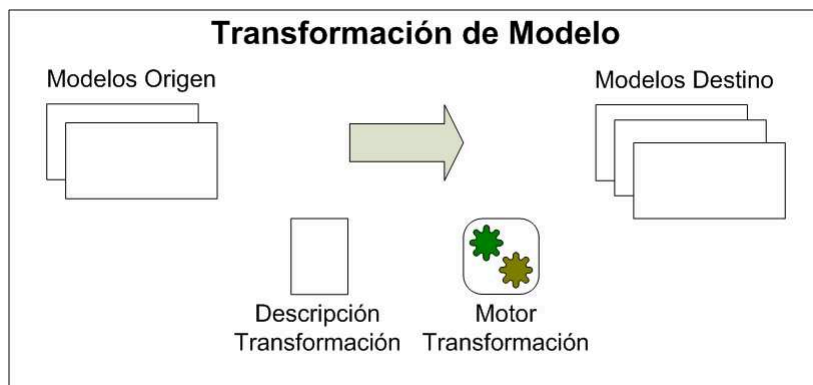 Transformación de Modelo
Modelos Origen
Modelos Destino
Descripción
Transformación
Motor
Transformación